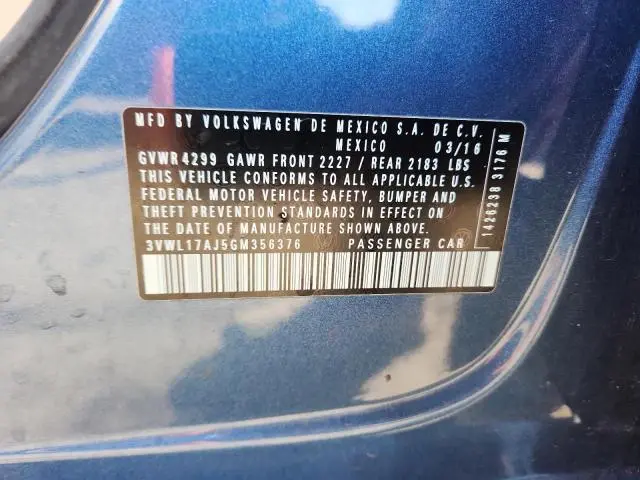 MFD BY VOLKSWAGEN DE MEXICO S.A. DE C.V.
MEXICO 03/16
GVWR 4299 GAWR FRONT 2227 / REAR 2183 LBS
THIS VEHICLE CONFORMS TO ALL APPLICABLE U.S.
FEDERAL MOTOR VEHICLE SAFETY, BUMPER AND
THEFT PREVENTION STANDARDS IN EFFECT ON
THE DATE OF MANUFACTURE SHOWN ABOVE.
3VWL17AJ5GM356376 PASSENGER CAR
1426238 3176 M